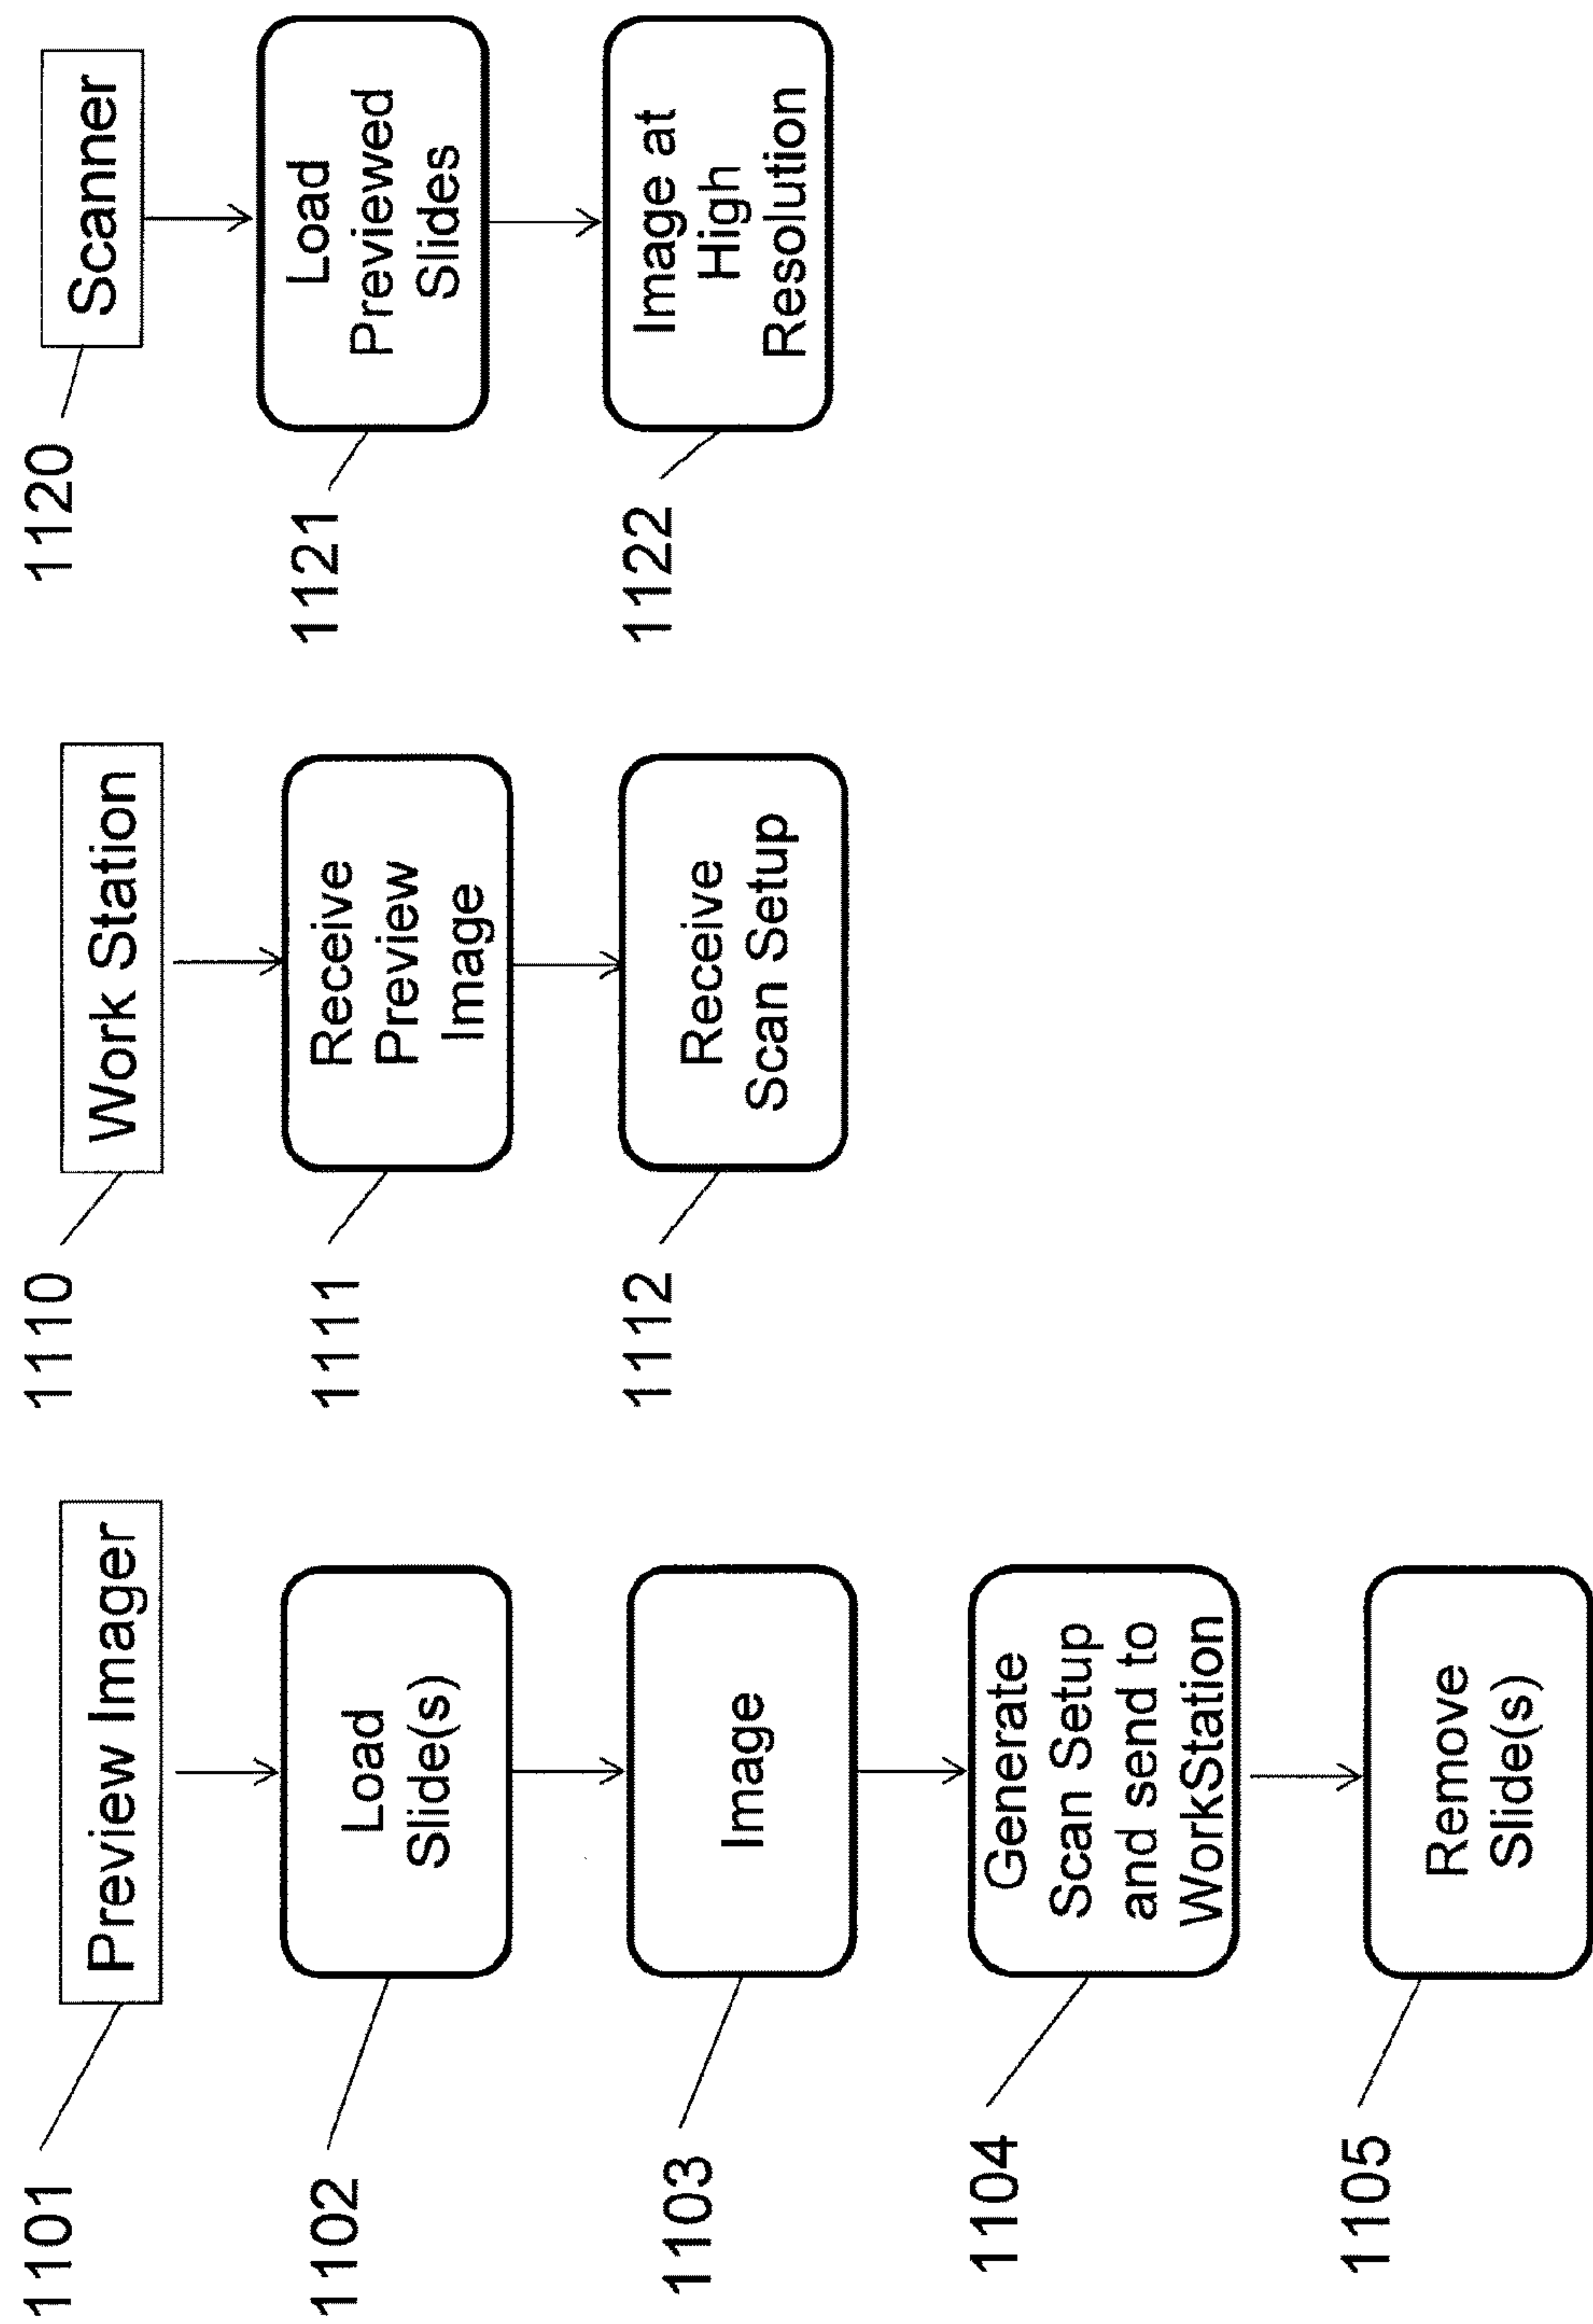 1101
Preview Imager
1102
Load
Slide(s)
1103
Image
1104
Generate
Scan Setup
and send to
WorkStation
1105
Remove
Slide(s)
1110
Work Station
1111
Receive
Preview
Image
1112
Receive
Scan Setup
1120
Scanner
1121
Load
Previewed
Slides
1122
Image at
High
Resolution